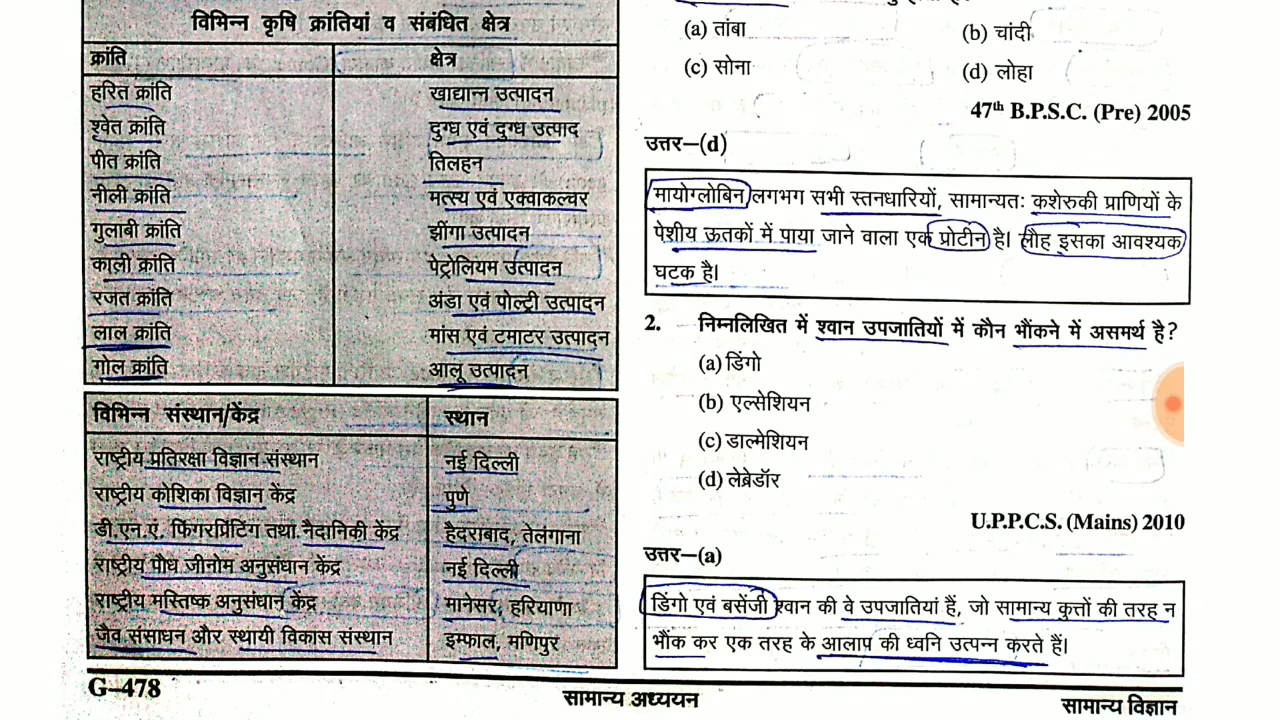 विभिन्न कृषि क्रांतियां व संबंधित क्षेत्र
क्रांति क्षेत्र
हरित क्रांति खाद्यान्न उत्पादन
श्वेत क्रांति दुग्ध एवं दुग्ध उत्पाद
पीत क्रांति तिलहन
नीली क्रांति मत्स्य एवं एक्वाकल्चर
गुलाबी क्रांति झींगा उत्पादन
काली क्रांति पेट्रोलियम उत्पादन
रजत क्रांति अंडा एवं पोल्ट्री उत्पादन
लाल क्रांति मांस एवं टमाटर उत्पादन
गोल क्रांति आलू उत्पादन
विभिन्न संस्थान/केंद्र स्थान
राष्ट्रीय प्रतिरक्षा विज्ञान संस्थान नई दिल्ली
राष्ट्रीय कोशिका विज्ञान केंद्र पुणे
डी.एन.ए. फिंगरप्रिंटिंग तथा नैदानिकी केंद्र हैदराबाद, तेलंगाना
राष्ट्रीय पौध जीनोम अनुसंधान केंद्र नई दिल्ली
राष्ट्रीय मस्तिष्क अनुसंधान केंद्र मानेसर, हरियाणा
जैव संसाधन और स्थायी विकास संस्थान इम्फाल, मणिपुर
G–478
(a) तांबा (b) चांदी
(c) सोना (d) लोहा
47th B.P.S.C. (Pre) 2005
उत्तर–(d)
मायोग्लोबिन लगभग सभी स्तनधारियों, सामान्यतः कशेरुकी प्राणियों के
पेशीय ऊतकों में पाया जाने वाला एक प्रोटीन है। लौह इसका आवश्यक
घटक है।
2. निम्नलिखित में श्वान उपजातियों में कौन भौंकने में असमर्थ है?
(a) डिंगो
(b) एल्सेशियन
(c) डाल्मेशियन
(d) लेब्रेडॉर
U.P.P.C.S. (Mains) 2010
उत्तर–(a)
डिंगो एवं बसेंजी श्वान की वे उपजातियां हैं, जो सामान्य कुत्तों की तरह न
भौंक कर एक तरह के आलाप की ध्वनि उत्पन्न करते हैं।
सामान्य अध्ययन
सामान्य विज्ञान